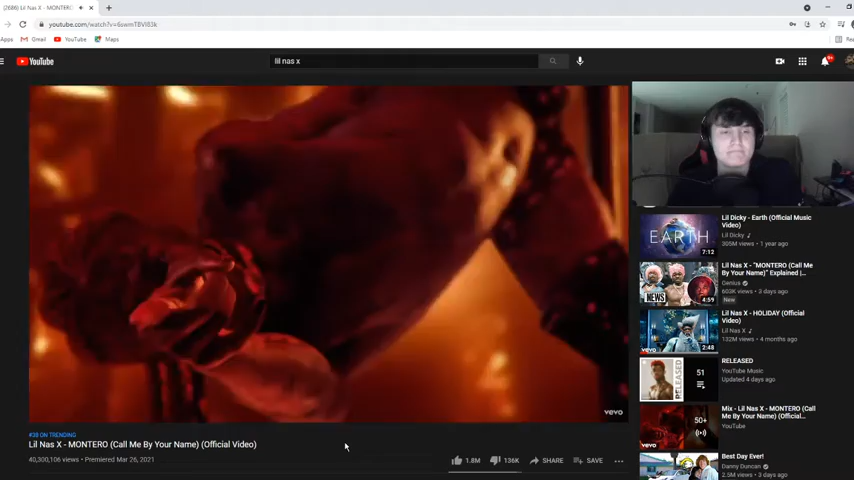 (2686) Lil Nas X - MONTERO
youtube.com/watch?v=6swmTBVI83k
Apps
Gmail
YouTube
Maps
YouTube
lil nas x
9+
EARTH
7:12
Lil Dicky - Earth (Official Music
Video)
Lil Dicky
305M views • 1 year ago
NEWS
4:59
Lil Nas X - "MONTERO (Call Me
By Your Name)" Explained |...
Genius
603K views • 3 days ago
New
vevo
2:48
Lil Nas X - HOLIDAY (Official
Video)
Lil Nas X
132M views • 4 months ago
RELEASED
51
RELEASED
YouTube Music
Updated 4 days ago
vevo
50+
Mix - Lil Nas X - MONTERO (Call
Me By Your Name) (Official...
YouTube
Best Day Ever!
Danny Duncan
2.5M views • 3 days ago
vevo
#38 ON TRENDING
Lil Nas X - MONTERO (Call Me By Your Name) (Official Video)
40,300,106 views • Premiered Mar 26, 2021
1.8M
136K
SHARE
SAVE